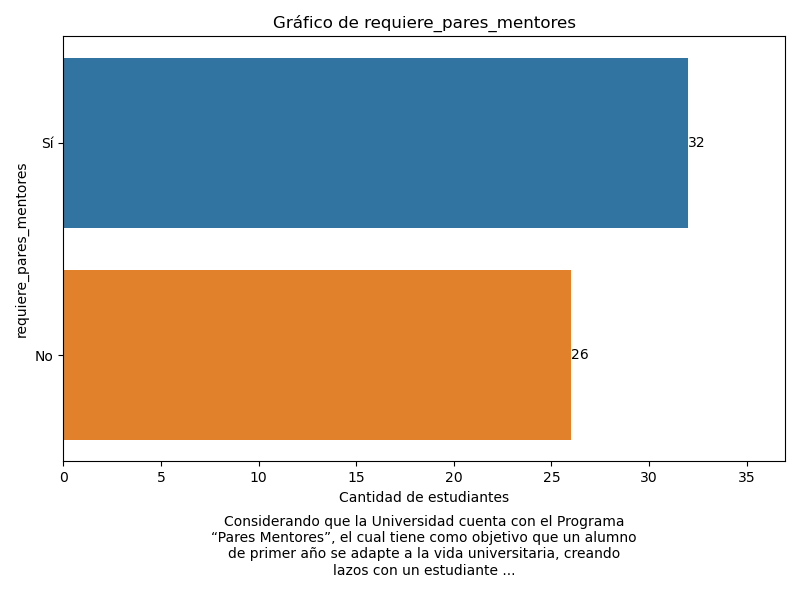 Gráfico de requiere_pares_mentores
requiere_pares_mentores
Sí
32
No
26
0 5 10 15 20 25 30 35
Cantidad de estudiantes
Considerando que la Universidad cuenta con el Programa
“Pares Mentores”, el cual tiene como objetivo que un alumno
de primer año se adapte a la vida universitaria, creando
lazos con un estudiante ...